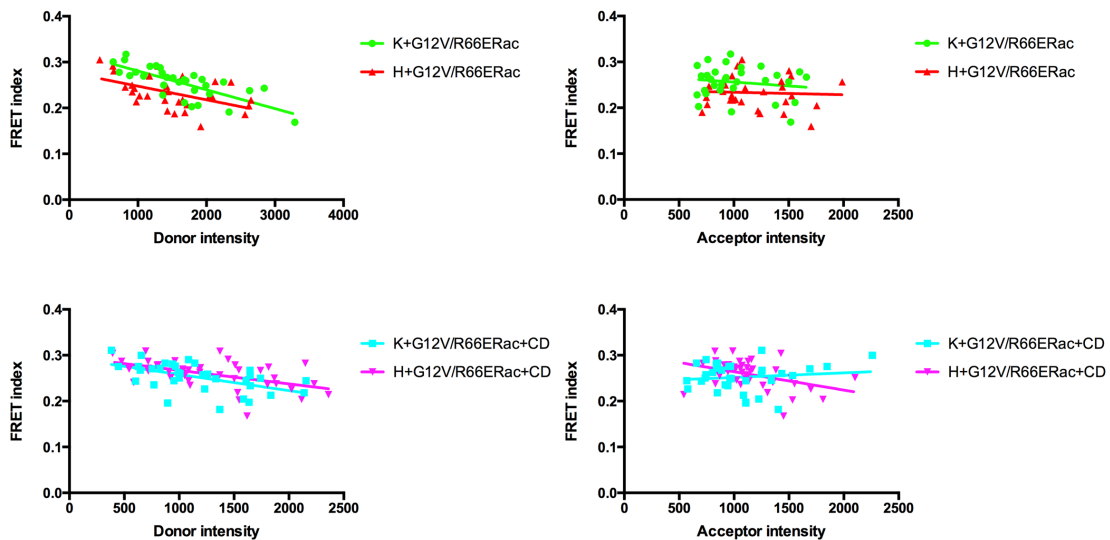 0.4
0.3
0.2
0.1
0.0
FRET index
0 1000 2000 3000 4000
Donor intensity
K+G12V/R66ERac
H+G12V/R66ERac
0.4
0.3
0.2
0.1
0.0
FRET index
0 500 1000 1500 2000 2500
Acceptor intensity
K+G12V/R66ERac
H+G12V/R66ERac
0.4
0.3
0.2
0.1
0.0
FRET index
500 1000 1500 2000 2500
Donor intensity
K+G12V/R66ERac+CD
H+G12V/R66ERac+CD
0.4
0.3
0.2
0.1
0.0
FRET index
0 500 1000 1500 2000 2500
Acceptor intensity
K+G12V/R66ERac+CD
H+G12V/R66ERac+CD